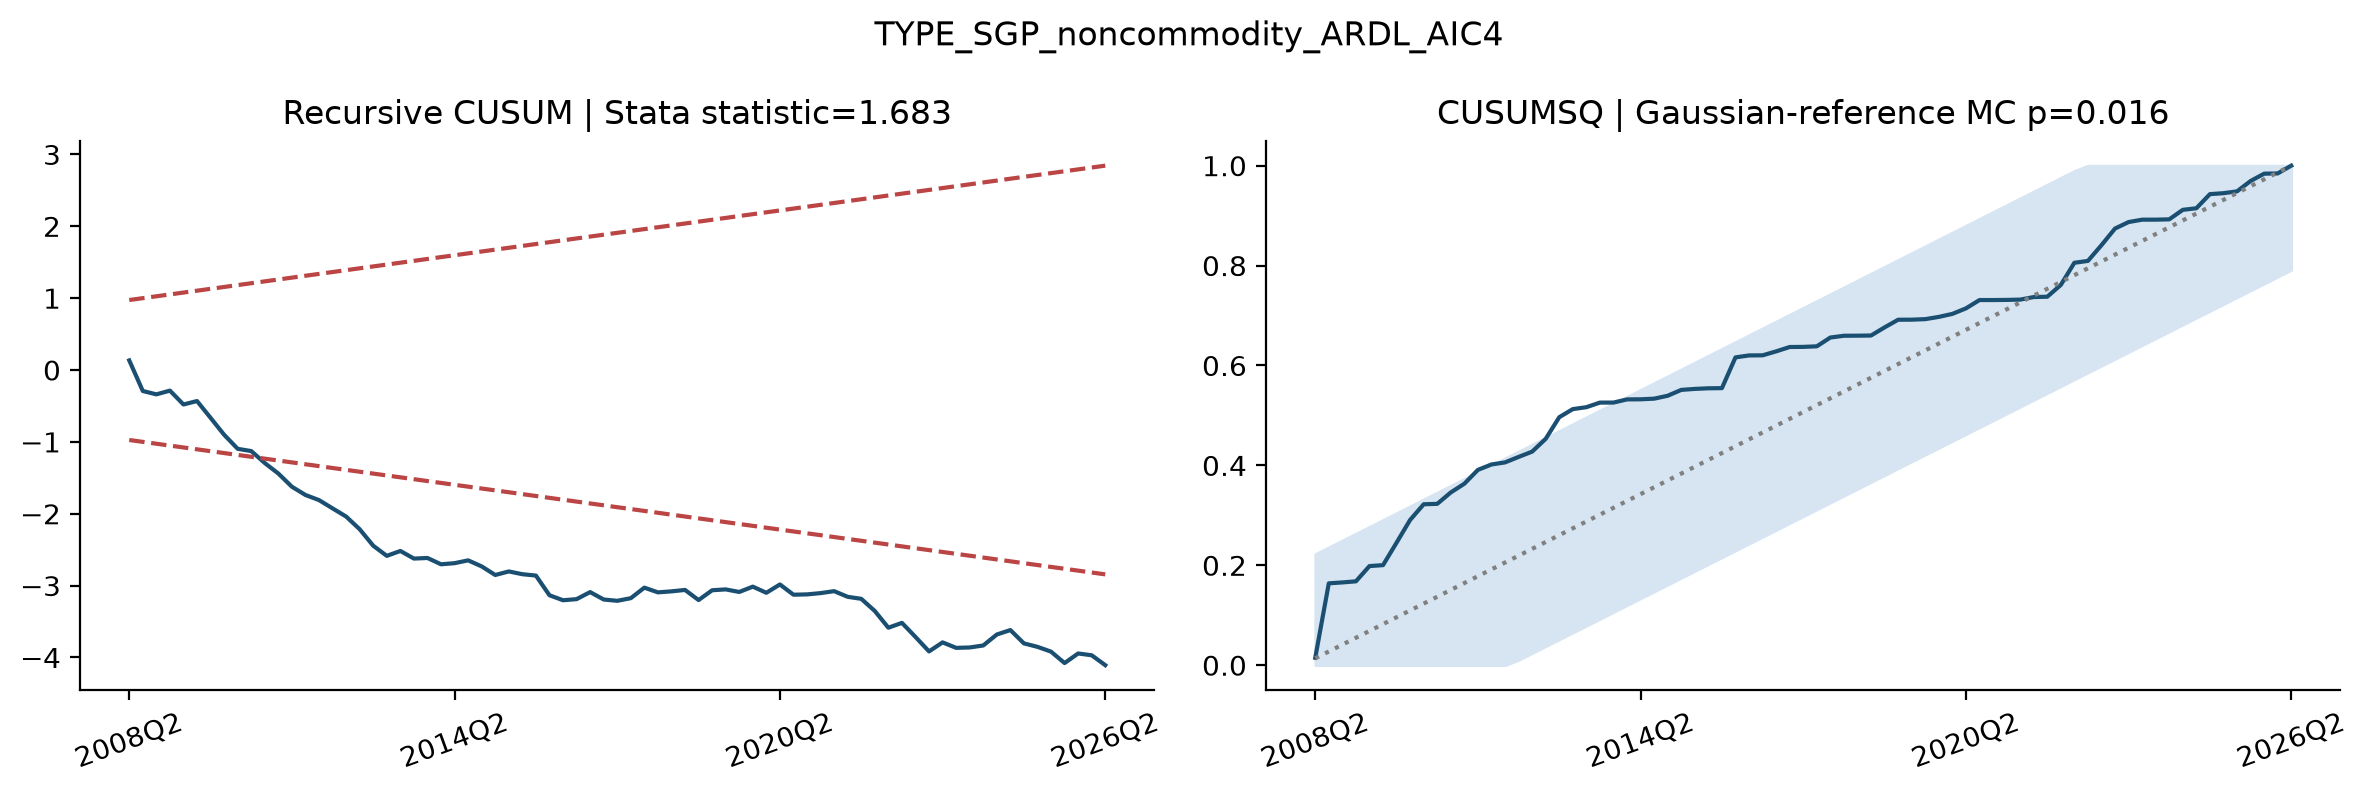 TYPE_SGP_noncommodity_ARDL_AIC4
Recursive CUSUM | Stata statistic=1.683
3
2
1
0
−1
−2
−3
−4
2008Q2
2014Q2
2020Q2
2026Q2
CUSUMSQ | Gaussian-reference MC p=0.016
1.0
0.8
0.6
0.4
0.2
0.0
2008Q2
2014Q2
2020Q2
2026Q2